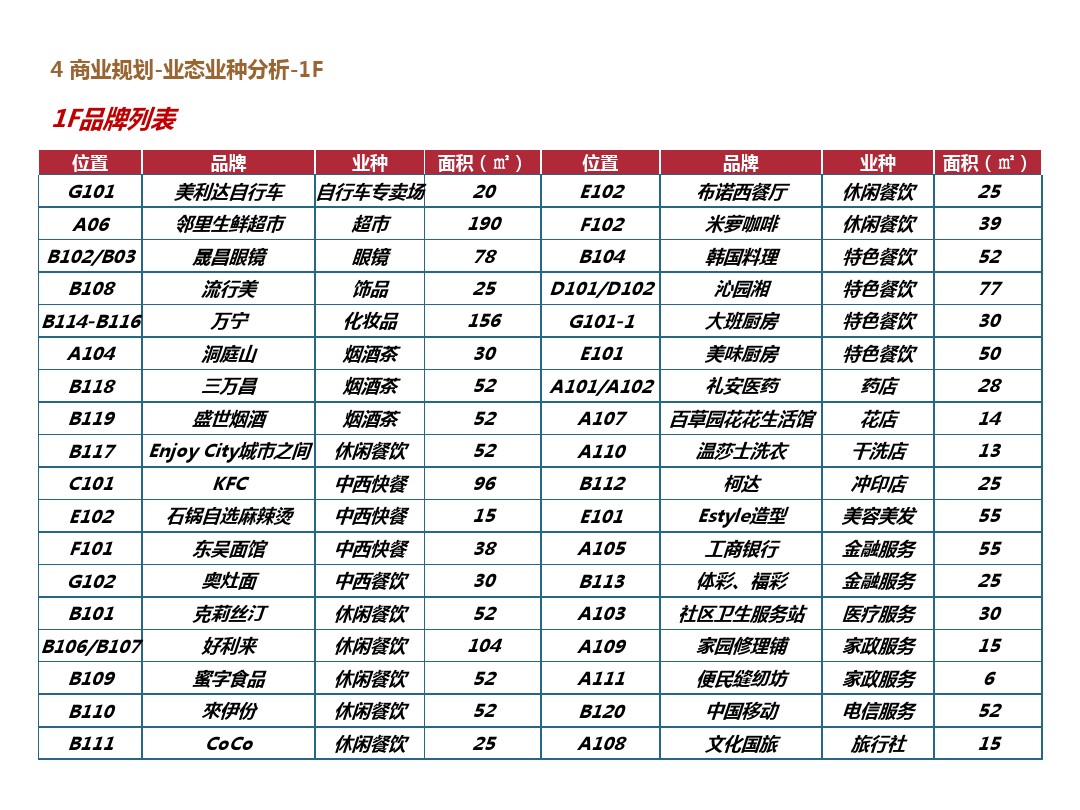 4 商业规划-业态业种分析-1F
1F品牌列表
位置 品牌 业种 面积（㎡） 位置 品牌 业种 面积（㎡）
G101 美利达自行车 自行车专卖场 20 E102 布诺西餐厅 休闲餐饮 25
A06 邻里生鲜超市 超市 190 F102 米萝咖啡 休闲餐饮 39
B102/B03 晟昌眼镜 眼镜 78 B104 韩国料理 特色餐饮 52
B108 流行美 饰品 25 D101/D102 沁园湘 特色餐饮 77
B114-B116 万宁 化妆品 156 G101-1 大班厨房 特色餐饮 30
A104 洞庭山 烟酒茶 30 E101 美味厨房 特色餐饮 50
B118 三万昌 烟酒茶 52 A101/A102 礼安医药 药店 28
B119 盛世烟酒 烟酒茶 52 A107 百草园花花生活馆 花店 14
B117 Enjoy City城市之间 休闲餐饮 52 A110 温莎士洗衣 干洗店 13
C101 KFC 中西快餐 96 B112 柯达 冲印店 25
E102 石锅自选麻辣烫 中西快餐 15 E101 Estyle造型 美容美发 55
F101 东吴面馆 中西快餐 38 A105 工商银行 金融服务 55
G102 奥灶面 中西餐饮 30 B113 体彩、福彩 金融服务 25
B101 克莉丝汀 休闲餐饮 52 A103 社区卫生服务站 医疗服务 30
B106/B107 好利来 休闲餐饮 104 A109 家园修理铺 家政服务 15
B109 蜜字食品 休闲餐饮 52 A111 便民缝纫坊 家政服务 6
B110 來伊份 休闲餐饮 52 B120 中国移动 电信服务 52
B111 CoCo 休闲餐饮 25 A108 文化国旅 旅行社 15